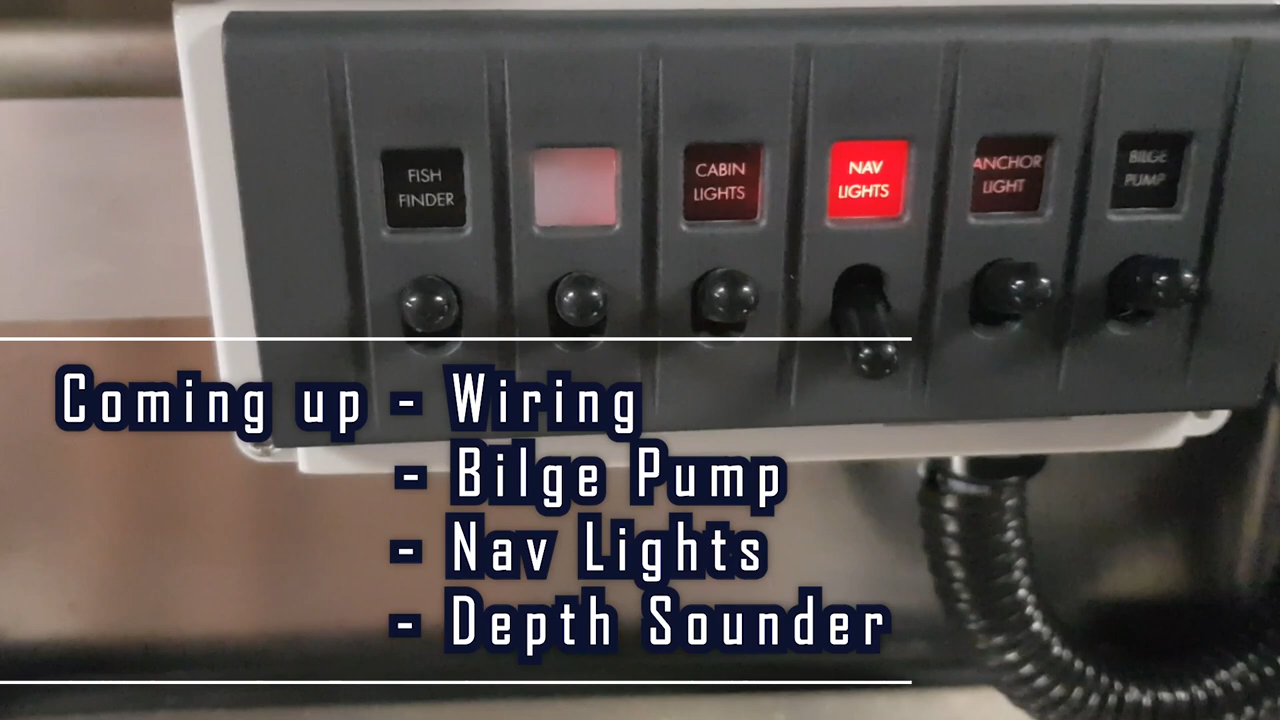 FISH
FINDER
CABIN
LIGHTS
NAV
LIGHTS
ANCHOR
LIGHT
BILGE
PUMP
Coming up - Wiring
- Bilge Pump
- Nav Lights
- Depth Sounder